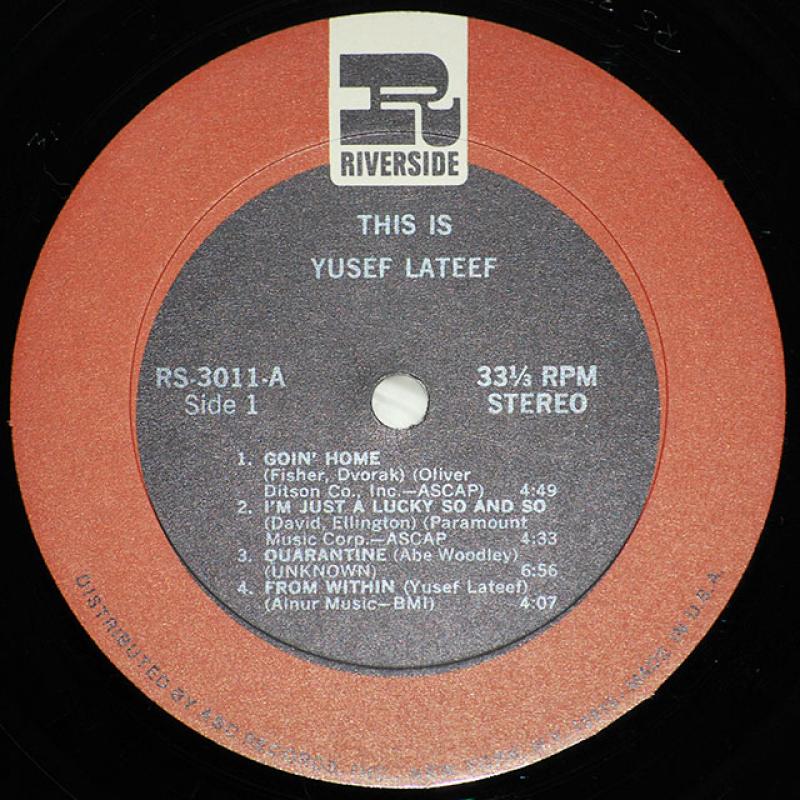 RIVERSIDE
THIS IS
YUSEF LATEEF
RS-3011-A
Side 1
33⅓ RPM
STEREO
1. GOIN' HOME
(Fisher, Dvorak) (Oliver
Ditson Co., Inc.—ASCAP) 4:49
2. I'M JUST A LUCKY SO AND SO
(David, Ellington) (Paramount
Music Corp.—ASCAP 4:33
3. QUARANTINE (Abe Woodley)
(UNKNOWN) 6:56
4. FROM WITHIN (Yusef Lateef)
(Alnur Music—BMI) 4:07
DISTRIBUTED BY ABC RECORDS, INC., NEW YORK, N.Y. MADE IN U.S.A.